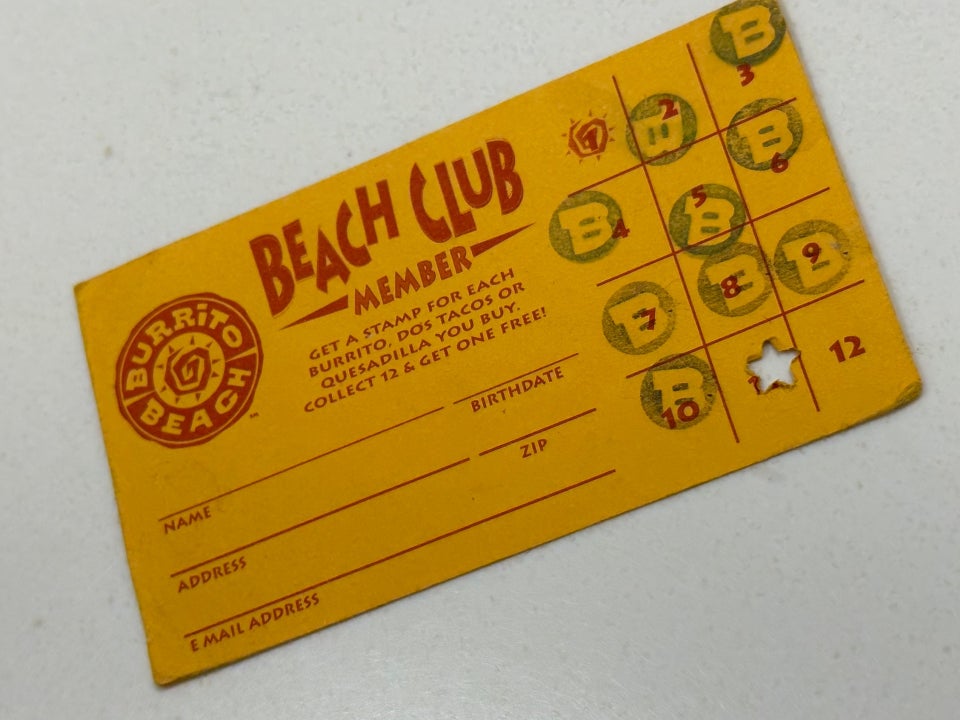 BURRITO
BEACH
™
BEACH CLUB
MEMBER
GET A STAMP FOR EACH
BURRITO, DOS TACOS OR
QUESADILLA YOU BUY.
COLLECT 12 & GET ONE FREE!
NAME
BIRTHDATE
ADDRESS
ZIP
E MAIL ADDRESS
2 B
B 3
B 4
5 B
B 6
B 7
B 8
B 9
B 10
12